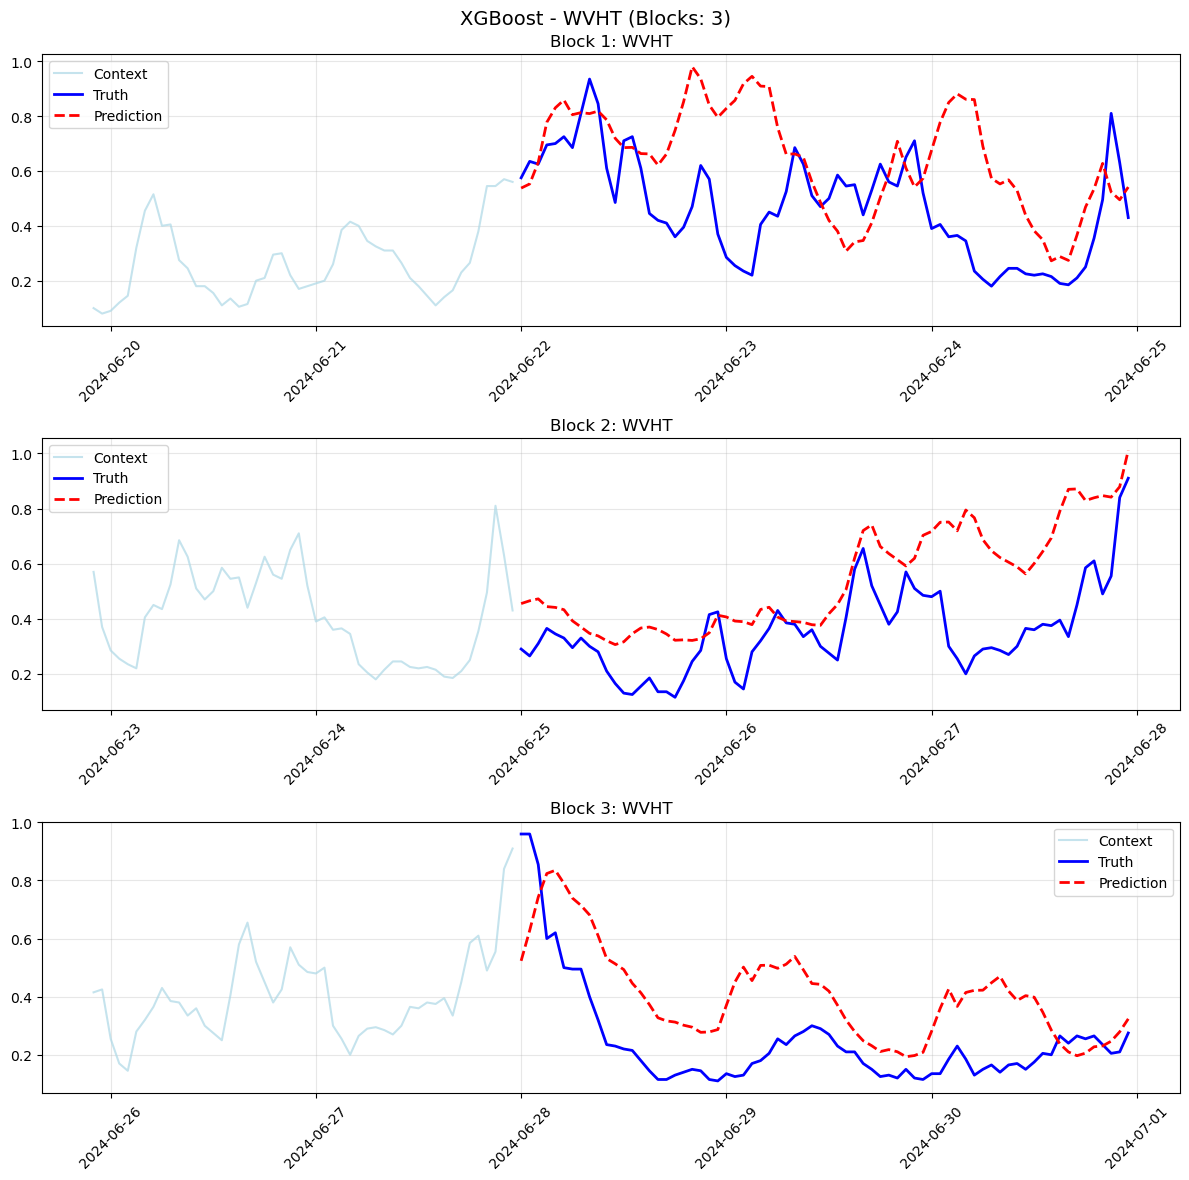 XGBoost - WVHT (Blocks: 3)
Block 1: WVHT
1.0
0.8
0.6
0.4
0.2
Context
Truth
Prediction
2024-06-20
2024-06-21
2024-06-22
2024-06-23
2024-06-24
2024-06-25
Block 2: WVHT
1.0
0.8
0.6
0.4
0.2
Context
Truth
Prediction
2024-06-23
2024-06-24
2024-06-25
2024-06-26
2024-06-27
2024-06-28
Block 3: WVHT
1.0
0.8
0.6
0.4
0.2
Context
Truth
Prediction
2024-06-26
2024-06-27
2024-06-28
2024-06-29
2024-06-30
2024-07-01